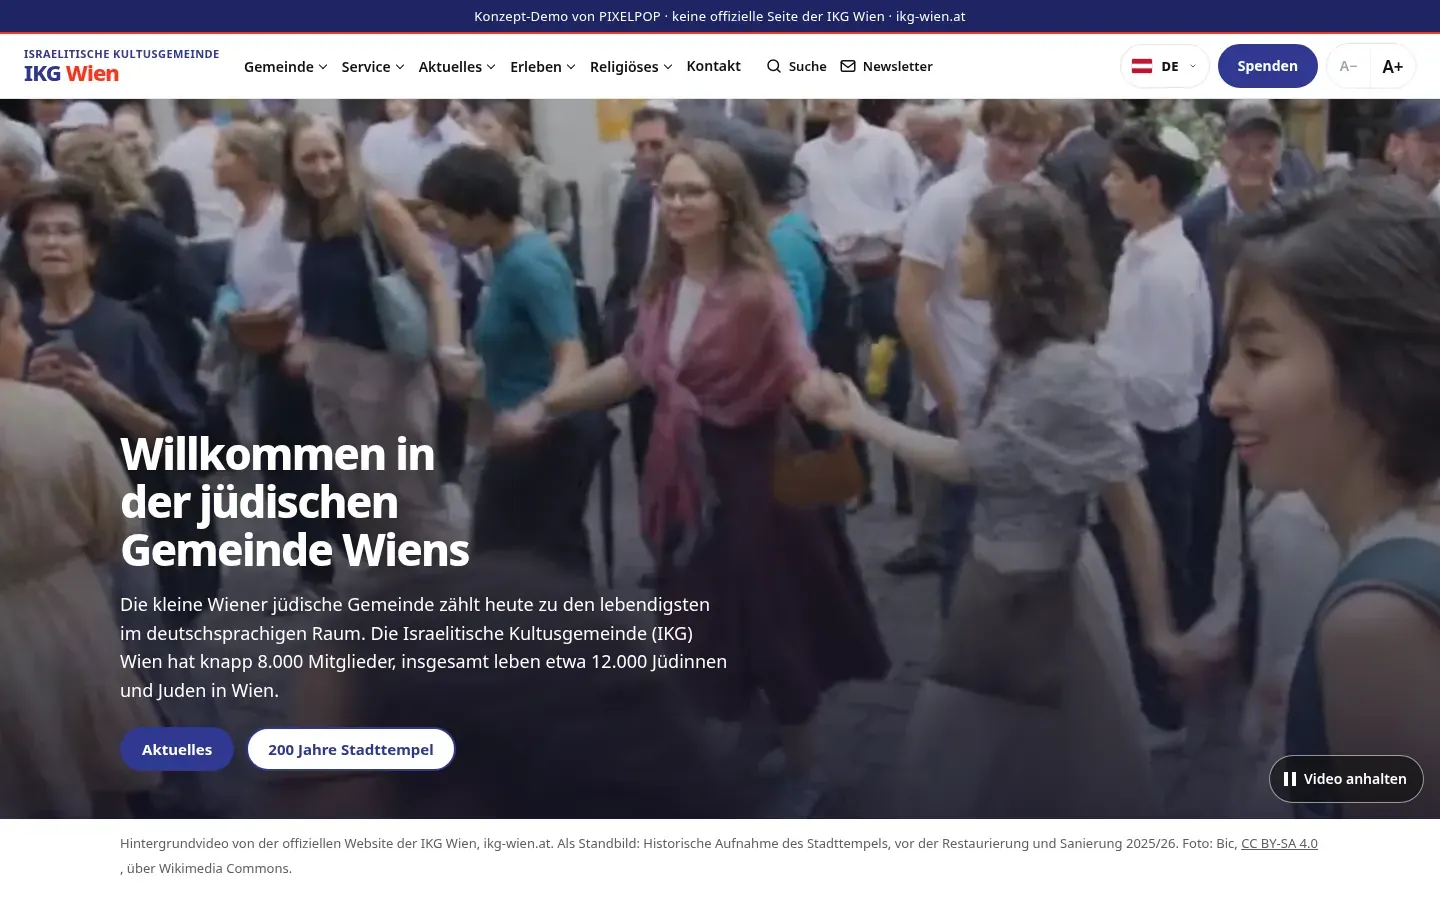 Konzept-Demo von PIXELPOP · keine offizielle Seite der IKG Wien · ikg-wien.at
ISRAELITISCHE KULTUSGEMEINDE
IKG Wien
Gemeinde
Service
Aktuelles
Erleben
Religiöses
Kontakt
Suche
Newsletter
DE
Spenden
A−
A+
Willkommen in
der jüdischen
Gemeinde Wiens
Die kleine Wiener jüdische Gemeinde zählt heute zu den lebendigsten
im deutschsprachigen Raum. Die Israelitische Kultusgemeinde (IKG)
Wien hat knapp 8.000 Mitglieder, insgesamt leben etwa 12.000 Jüdinnen
und Juden in Wien.
Aktuelles
200 Jahre Stadttempel
Video anhalten
Hintergrundvideo von der offiziellen Website der IKG Wien, ikg-wien.at. Als Standbild: Historische Aufnahme des Stadttempels, vor der Restaurierung und Sanierung 2025/26. Foto: Bic, CC BY-SA 4.0
, über Wikimedia Commons.